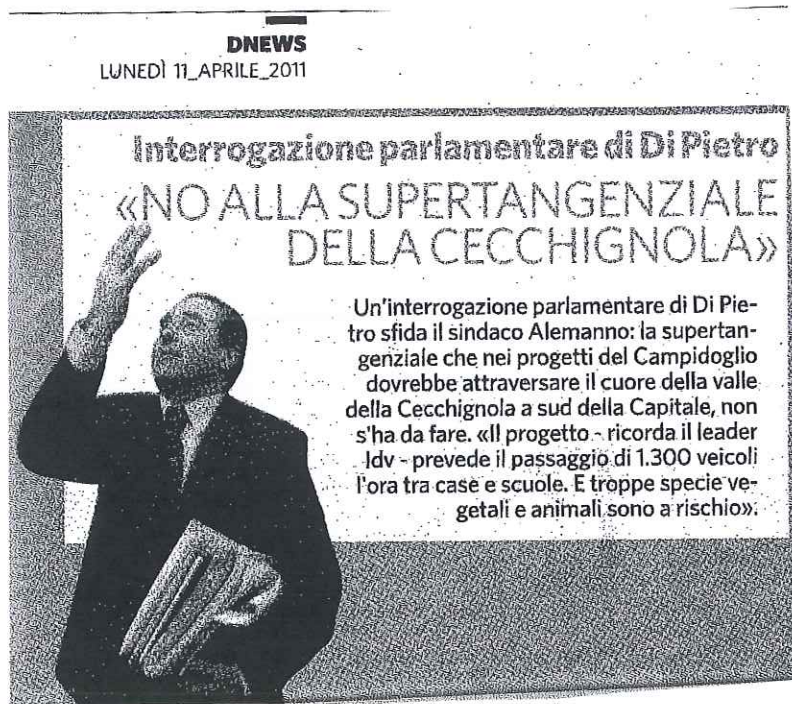 DNEWS
LUNEDÌ 11_APRILE_2011
Interrogazione parlamentare di Di Pietro
«NO ALLA SUPERTANGENZIALE
DELLA CECCHIGNOLA»
Un'interrogazione parlamentare di Di Pie-
tro sfida il sindaco Alemanno: la supertan-
genziale che nei progetti del Campidoglio
dovrebbe attraversare il cuore della valle
della Cecchignola a sud della Capitale, non
s'ha da fare. «Il progetto - ricorda il leader
Idv - prevede il passaggio di 1.300 veicoli
l'ora tra case e scuole. E troppe specie ve-
getali e animali sono a rischio».